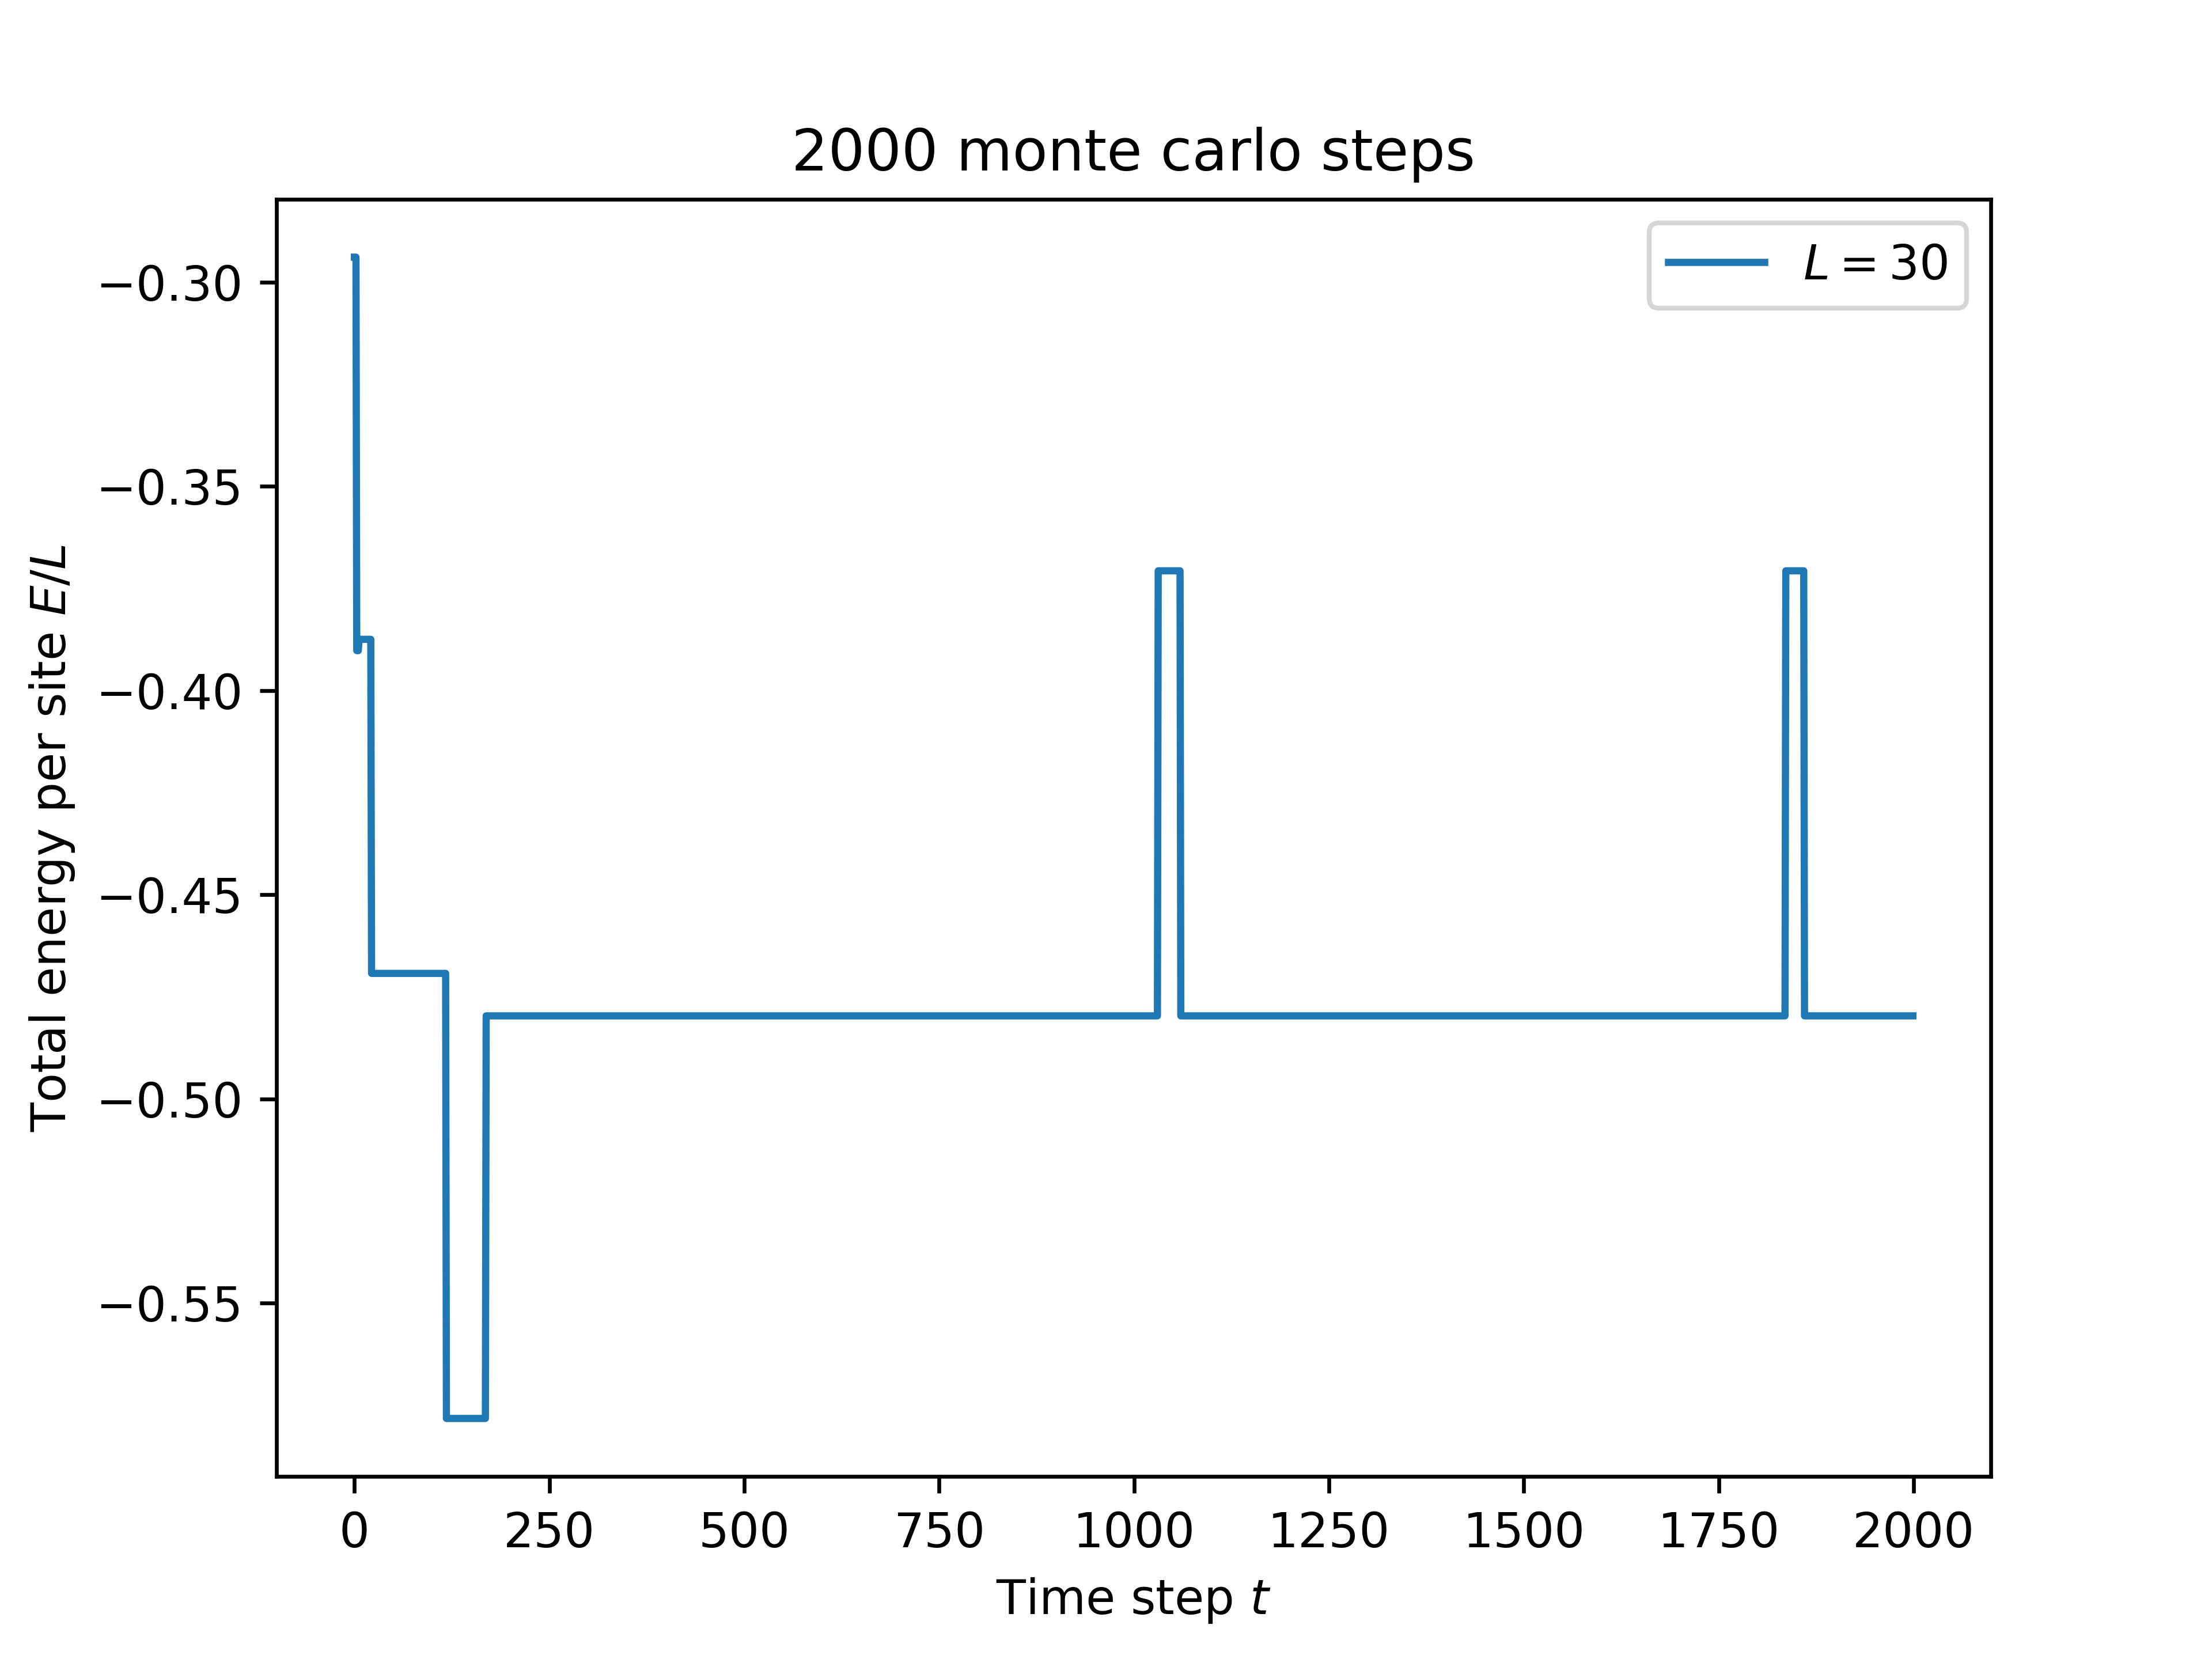 2000 monte carlo steps
L = 30
Total energy per site E/L
−0.30
−0.35
−0.40
−0.45
−0.50
−0.55
0 250 500 750 1000 1250 1500 1750 2000
Time step t